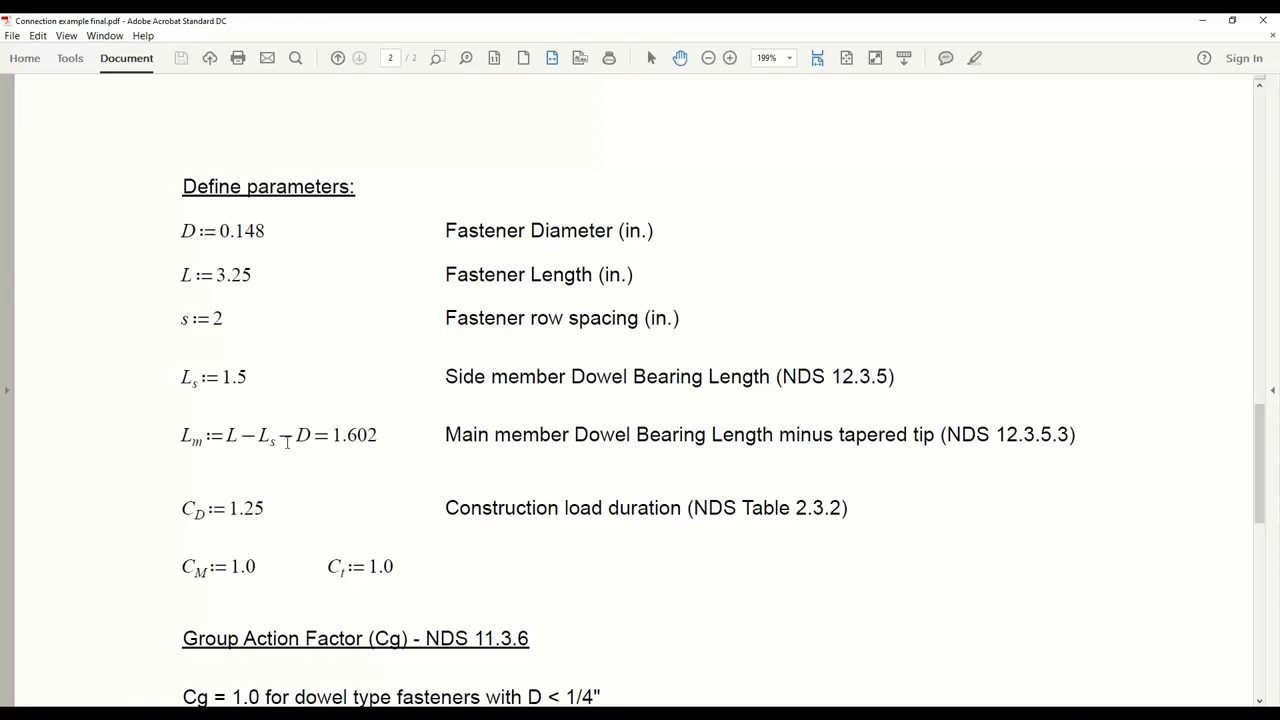 Connection example final.pdf - Adobe Acrobat Standard DC
File Edit View Window Help
Home Tools Document 2 / 2 199% Sign In
Define parameters:
D := 0.148 Fastener Diameter (in.)
L := 3.25 Fastener Length (in.)
s := 2 Fastener row spacing (in.)
Ls := 1.5 Side member Dowel Bearing Length (NDS 12.3.5)
Lm := L − Ls − D = 1.602 Main member Dowel Bearing Length minus tapered tip (NDS 12.3.5.3)
CD := 1.25 Construction load duration (NDS Table 2.3.2)
CM := 1.0 Ct := 1.0
Group Action Factor (Cg) - NDS 11.3.6
Cg = 1.0 for dowel type fasteners with D < 1/4"